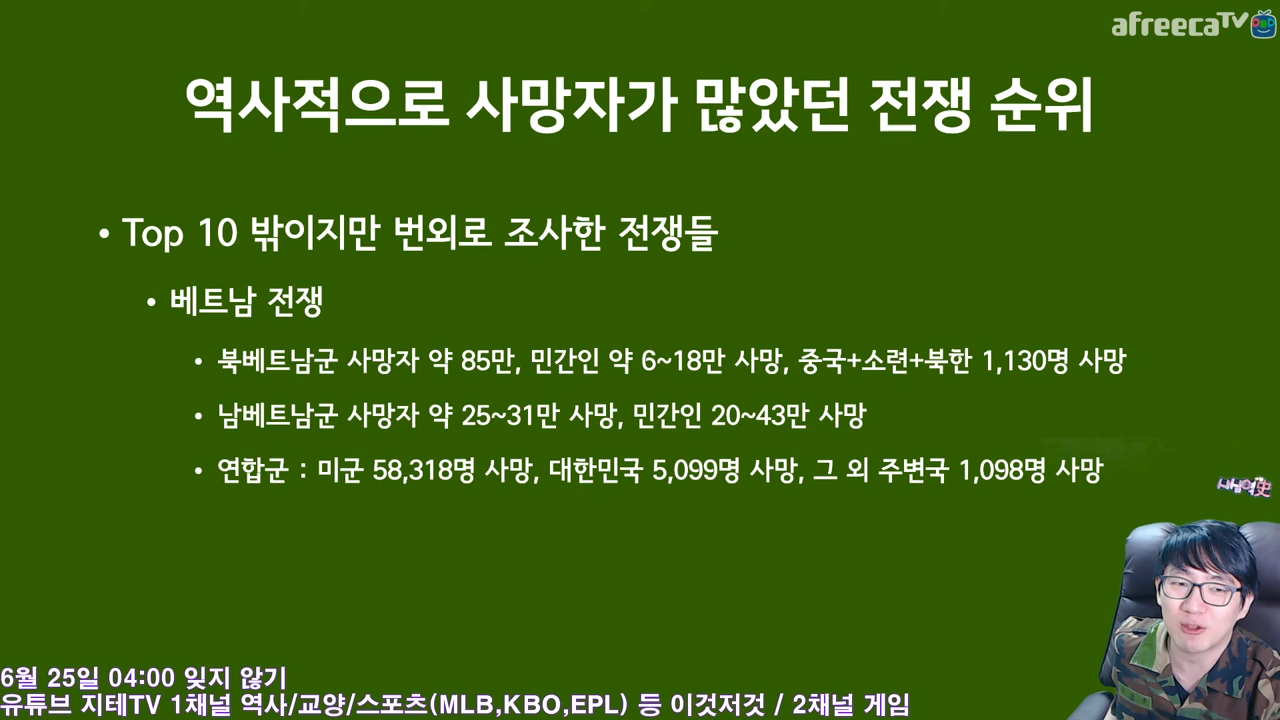 afreecaTV
역사적으로 사망자가 많았던 전쟁 순위
• Top 10 밖이지만 번외로 조사한 전쟁들
• 베트남 전쟁
• 북베트남군 사망자 약 85만, 민간인 약 6~18만 사망, 중국+소련+북한 1,130명 사망
• 남베트남군 사망자 약 25~31만 사망, 민간인 20~43만 사망
• 연합군 : 미군 58,318명 사망, 대한민국 5,099명 사망, 그 외 주변국 1,098명 사망
6월 25일 04:00 잊지 않기
유튜브 지테TV 1채널 역사/교양/스포츠(MLB,KBO,EPL) 등 이것저것 / 2채널 게임